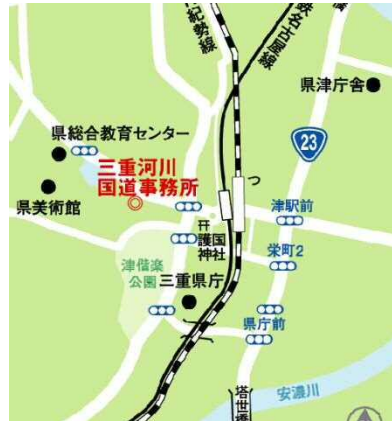 紀勢線
名古屋線
県津庁舎
23
県総合教育センター
三重河川
国道事務所
県美術館
つ
津駅前
护国
神社
栄町2
津偕楽
公園
三重県庁
県庁前
安濃川
塔世橋